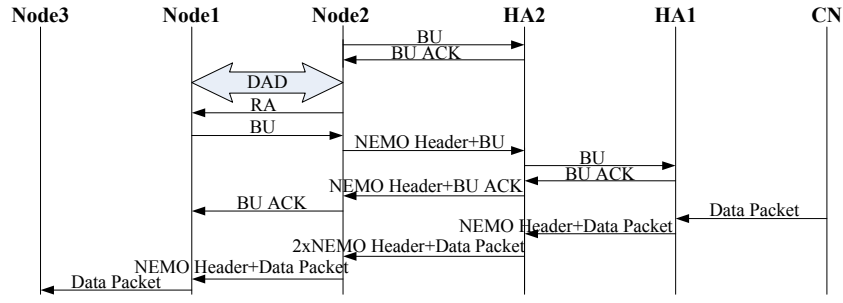 Node3 Node1 Node2 HA2 HA1 CN
BU
BU ACK
DAD
RA
BU
NEMO Header+BU
BU
BU ACK
NEMO Header+BU ACK
BU ACK
Data Packet
NEMO Header+Data Packet
2xNEMO Header+Data Packet
NEMO Header+Data Packet
Data Packet